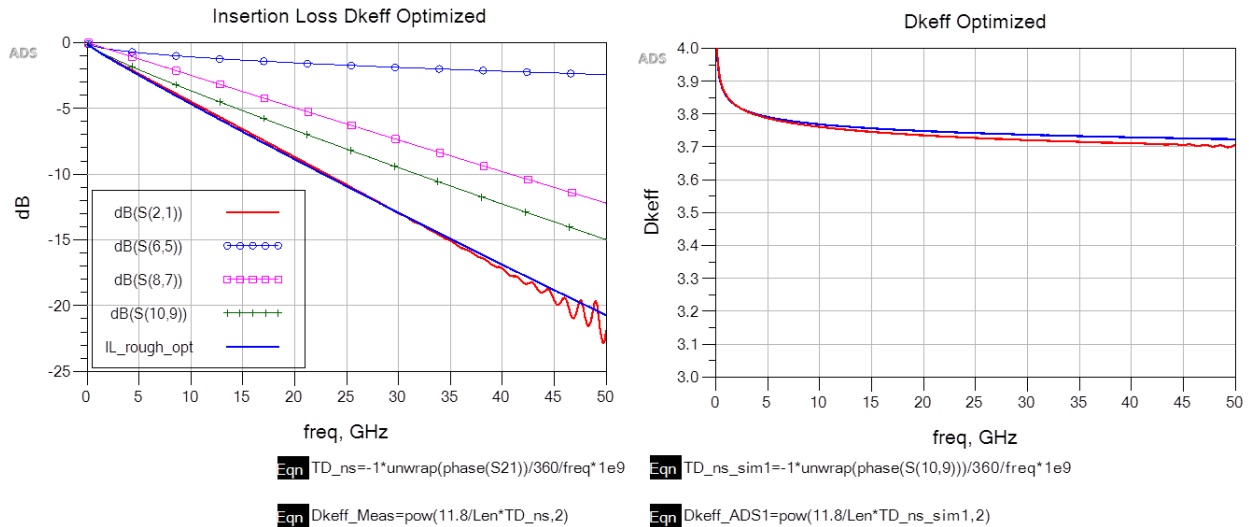 Insertion Loss Dkeff Optimized
ADS
0
-5
-10
-15
-20
-25
dB
dB(S(2,1))
dB(S(6,5))
dB(S(8,7))
dB(S(10,9))
IL_rough_opt
0 5 10 15 20 25 30 35 40 45 50
freq, GHz
Dkeff Optimized
ADS
4.0
3.9
3.8
3.7
3.6
3.5
3.4
3.3
3.2
3.1
3.0
Dkeff
0 5 10 15 20 25 30 35 40 45 50
freq, GHz
Eqn TD_ns=-1*unwrap(phase(S21))/360/freq*1e9
Eqn TD_ns_sim1=-1*unwrap(phase(S(10,9)))/360/freq*1e9
Eqn Dkeff_Meas=pow(11.8/Len*TD_ns,2)
Eqn Dkeff_ADS1=pow(11.8/Len*TD_ns_sim1,2)